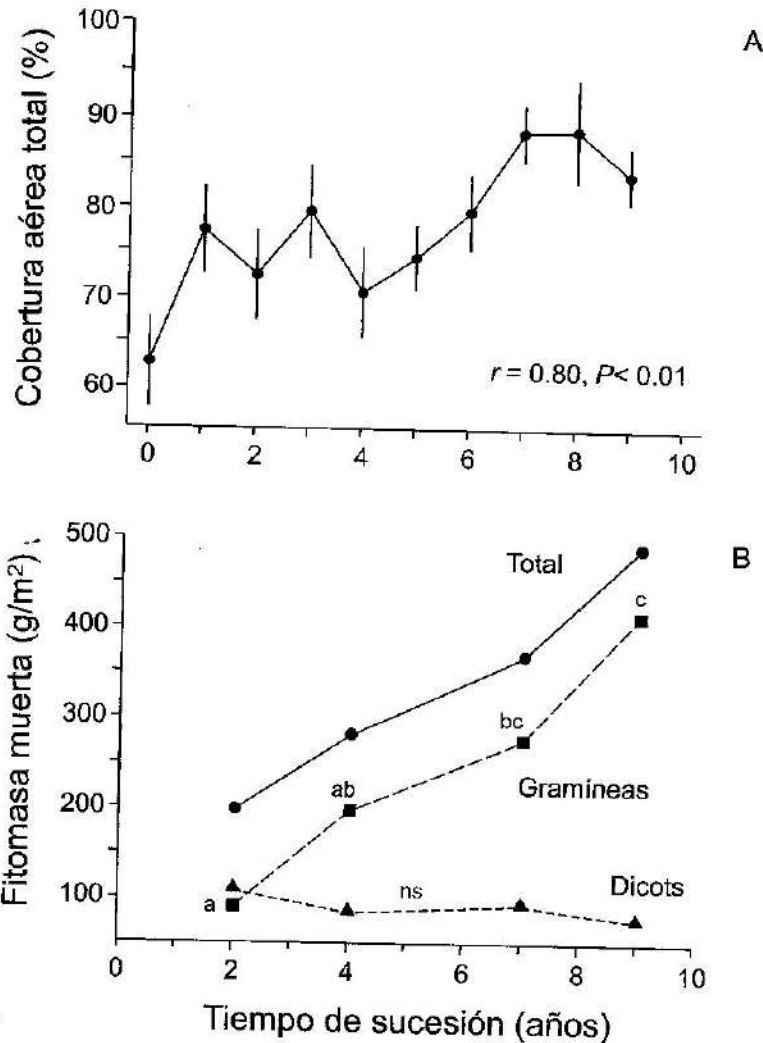 A
Cobertura aérea total (%)
100
90
80
70
60
r = 0.80, P< 0.01
0 2 4 6 8 10
B
Fitomasa muerta (g/m²)
500
400
300
200
100
Total
c
bc
ab
Gramíneas
a
ns
Dicots
0 2 4 6 8 10
Tiempo de sucesión (años)